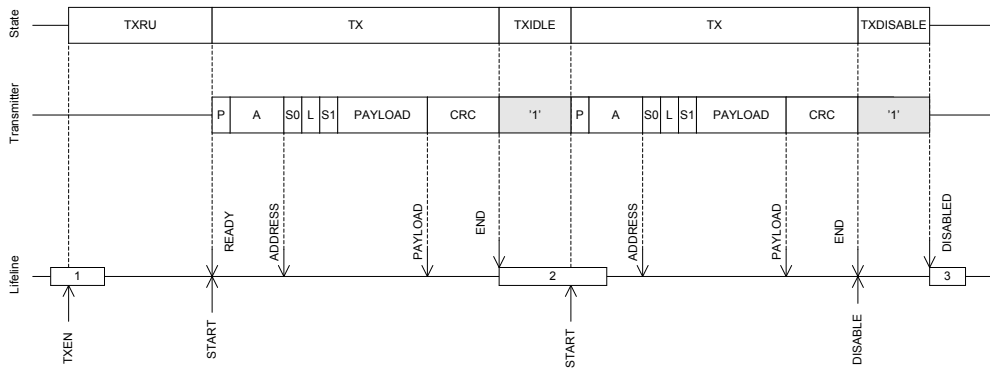 State
TXRU
TX
TXIDLE
TX
TXDISABLE
Transmitter
P
A
S0
L
S1
PAYLOAD
CRC
'1'
P
A
S0
L
S1
PAYLOAD
CRC
'1'
READY
ADDRESS
PAYLOAD
END
ADDRESS
PAYLOAD
END
DISABLED
Lifeline
1
2
3
TXEN
START
START
DISABLE